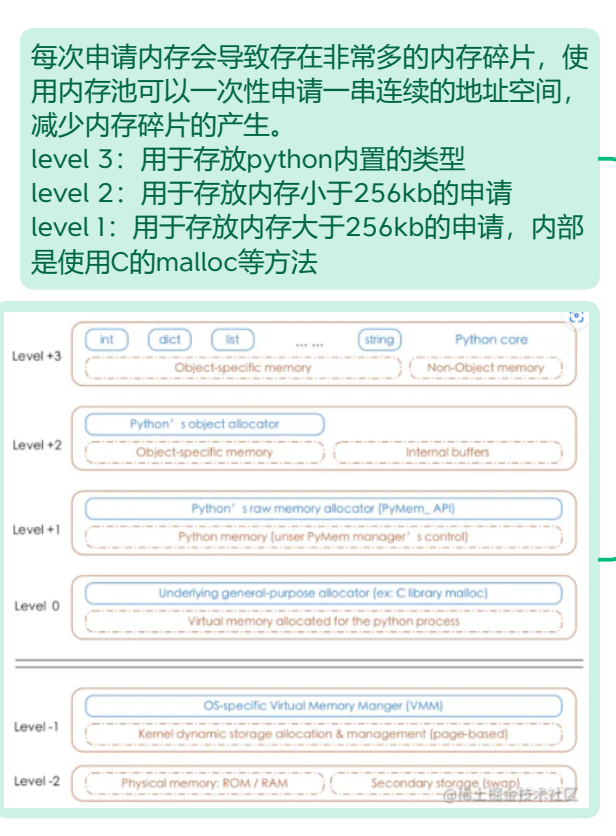 每次申请内存会导致存在非常多的内存碎片，使
用内存池可以一次性申请一串连续的地址空间，
减少内存碎片的产生。
level 3：用于存放python内置的类型
level 2：用于存放内存小于256kb的申请
level 1：用于存放内存大于256kb的申请，内部
是使用C的malloc等方法
Level +3
int
dict
list
... ...
string
Python core
Object-specific memory
Non-Object memory
Level +2
Python’s object allocator
Object-specific memory
Internal buffers
Level +1
Python’s raw memory allocator (PyMem_ API)
Python memory (unser PyMem manager’s control)
Level 0
Underlying general-purpose allocator (ex: C library malloc)
Virtual memory allocated for the python process
Level -1
OS-specific Virtual Memory Manger (VMM)
Kernel dynamic storage allocation & management (page-based)
Level -2
Physical memory: ROM / RAM
Secondary storage (swap)
@稀土掘金技术社区